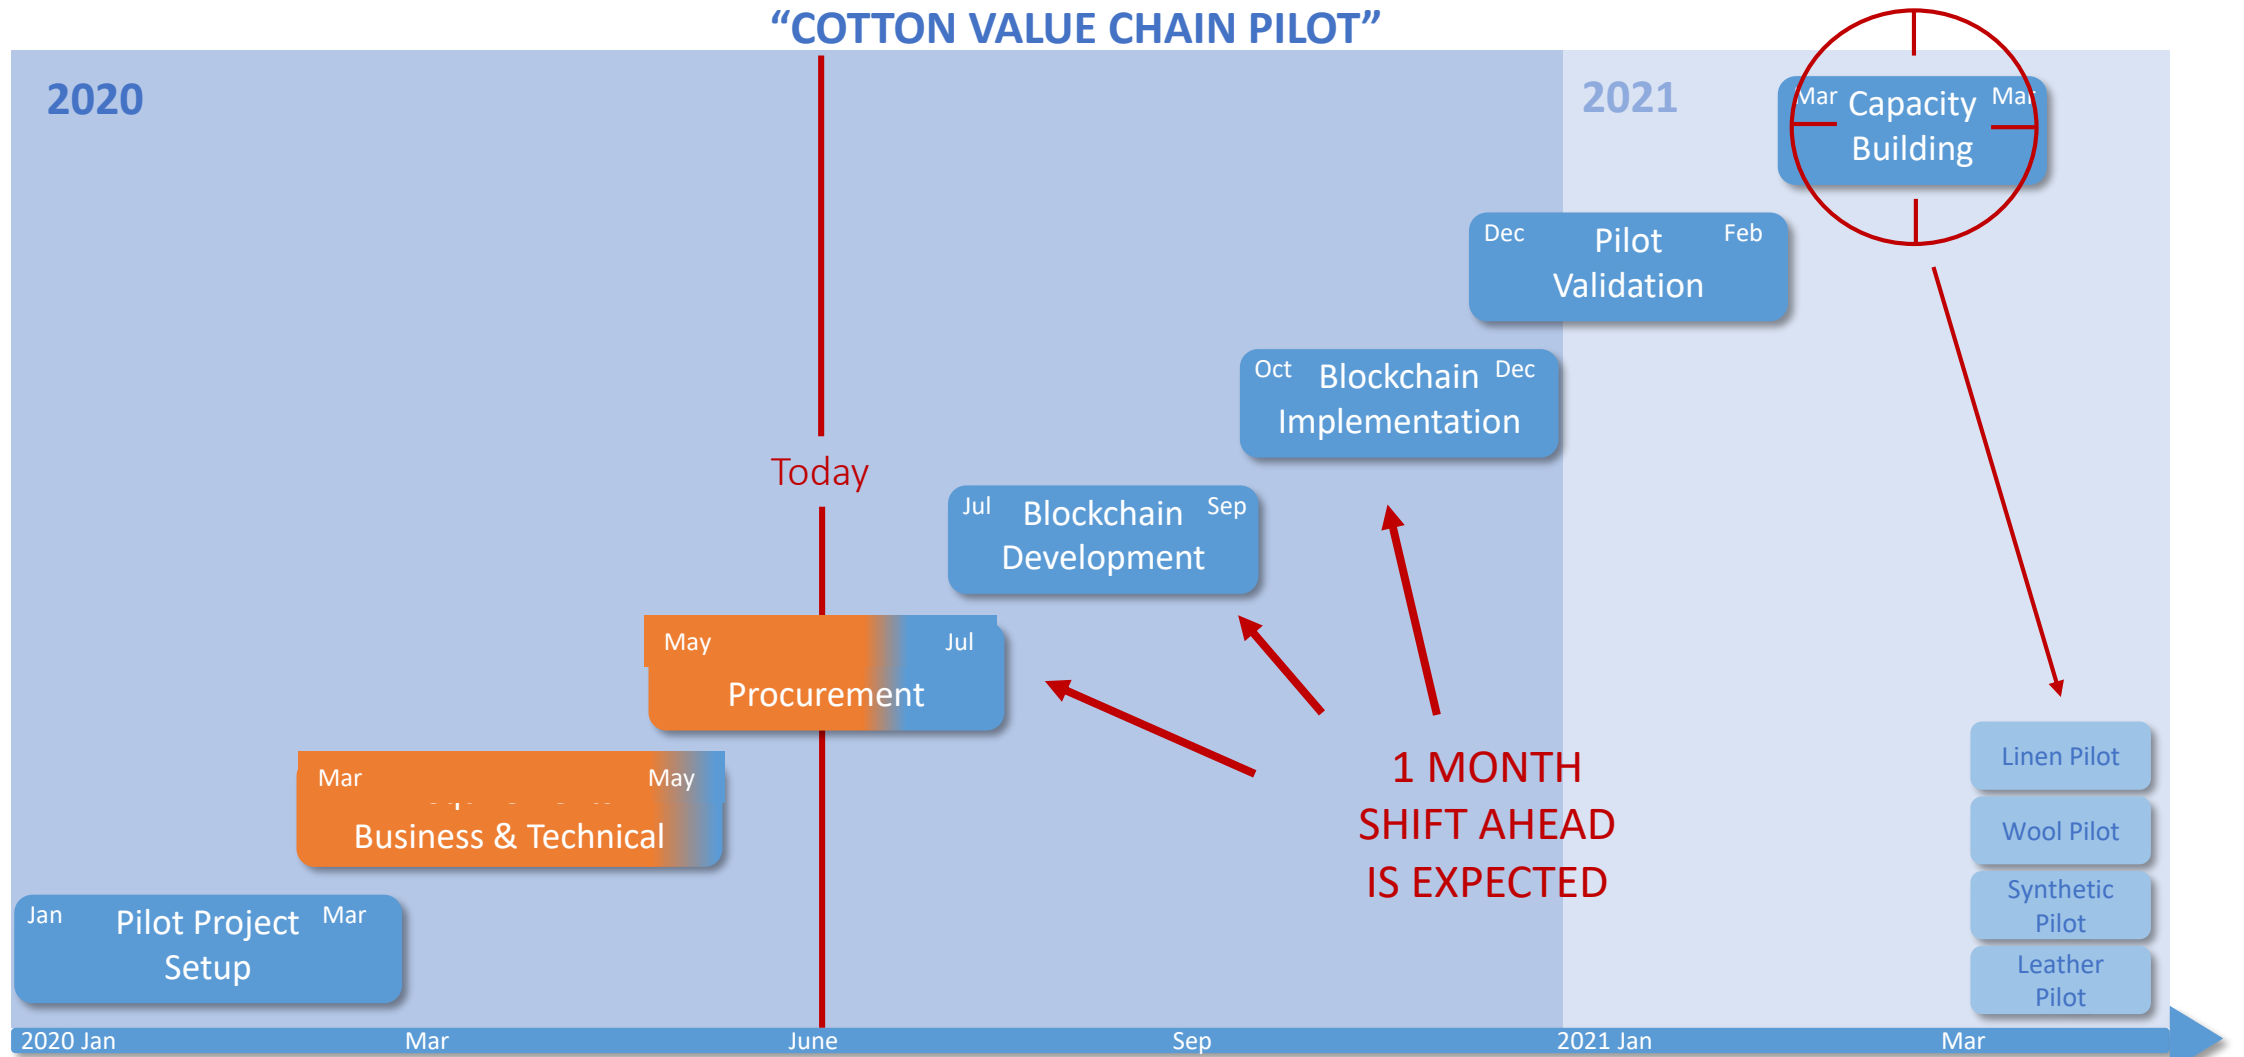 “COTTON VALUE CHAIN PILOT”
2020
2021
Mar Capacity Mar
Building
Dec Pilot Feb
Validation
Oct Blockchain Dec
Implementation
Today
Jul Blockchain Sep
Development
May Jul
Procurement
1 MONTH
SHIFT AHEAD
IS EXPECTED
Mar May
Business & Technical
Jan Pilot Project Mar
Setup
Linen Pilot
Wool Pilot
Synthetic
Pilot
Leather
Pilot
2020 Jan Mar June Sep 2021 Jan Mar